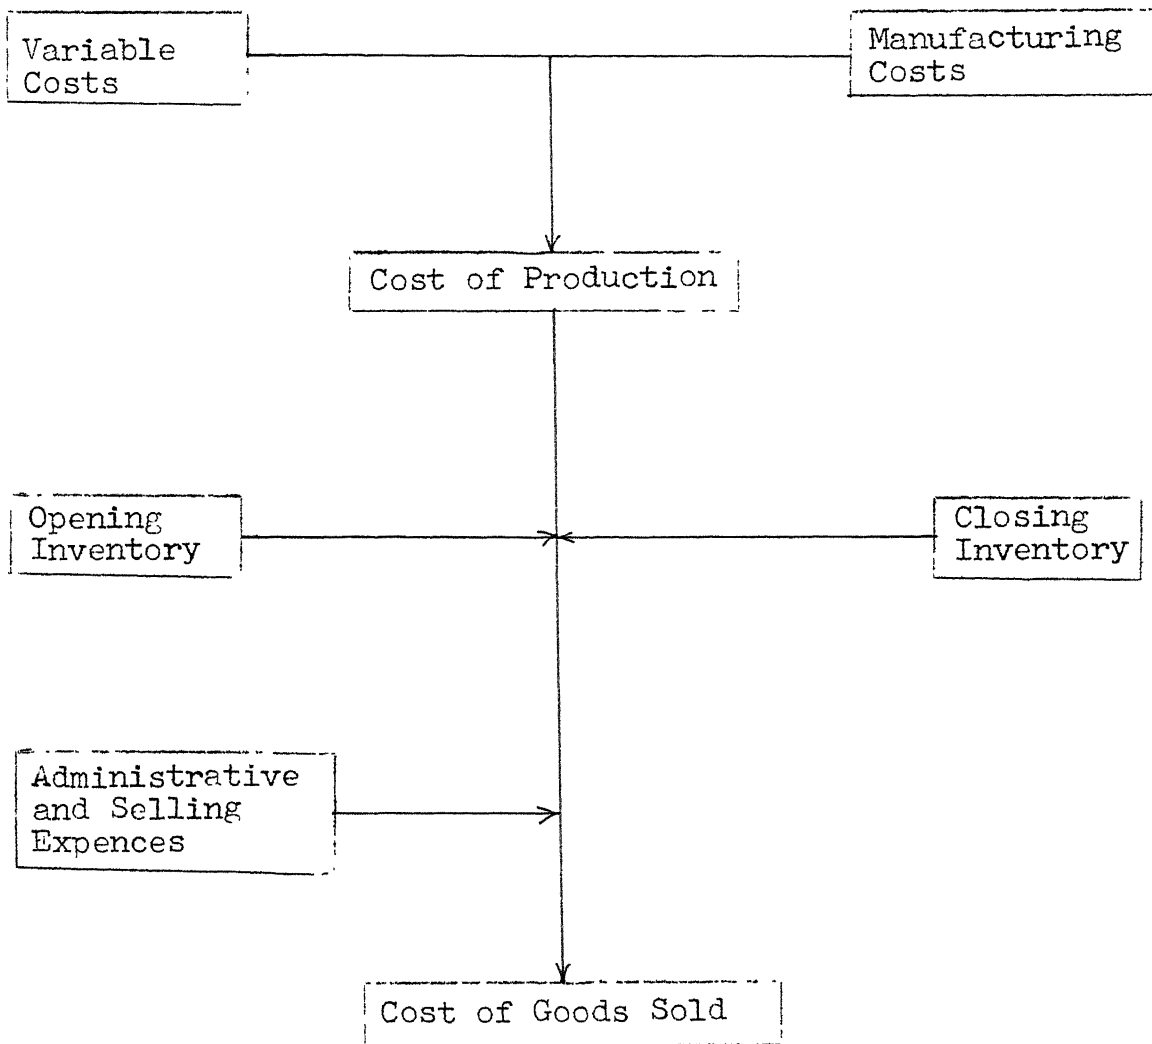 Variable
Costs
Manufacturing
Costs
Cost of Production
Opening
Inventory
Closing
Inventory
Administrative
and Selling
Expences
Cost of Goods Sold